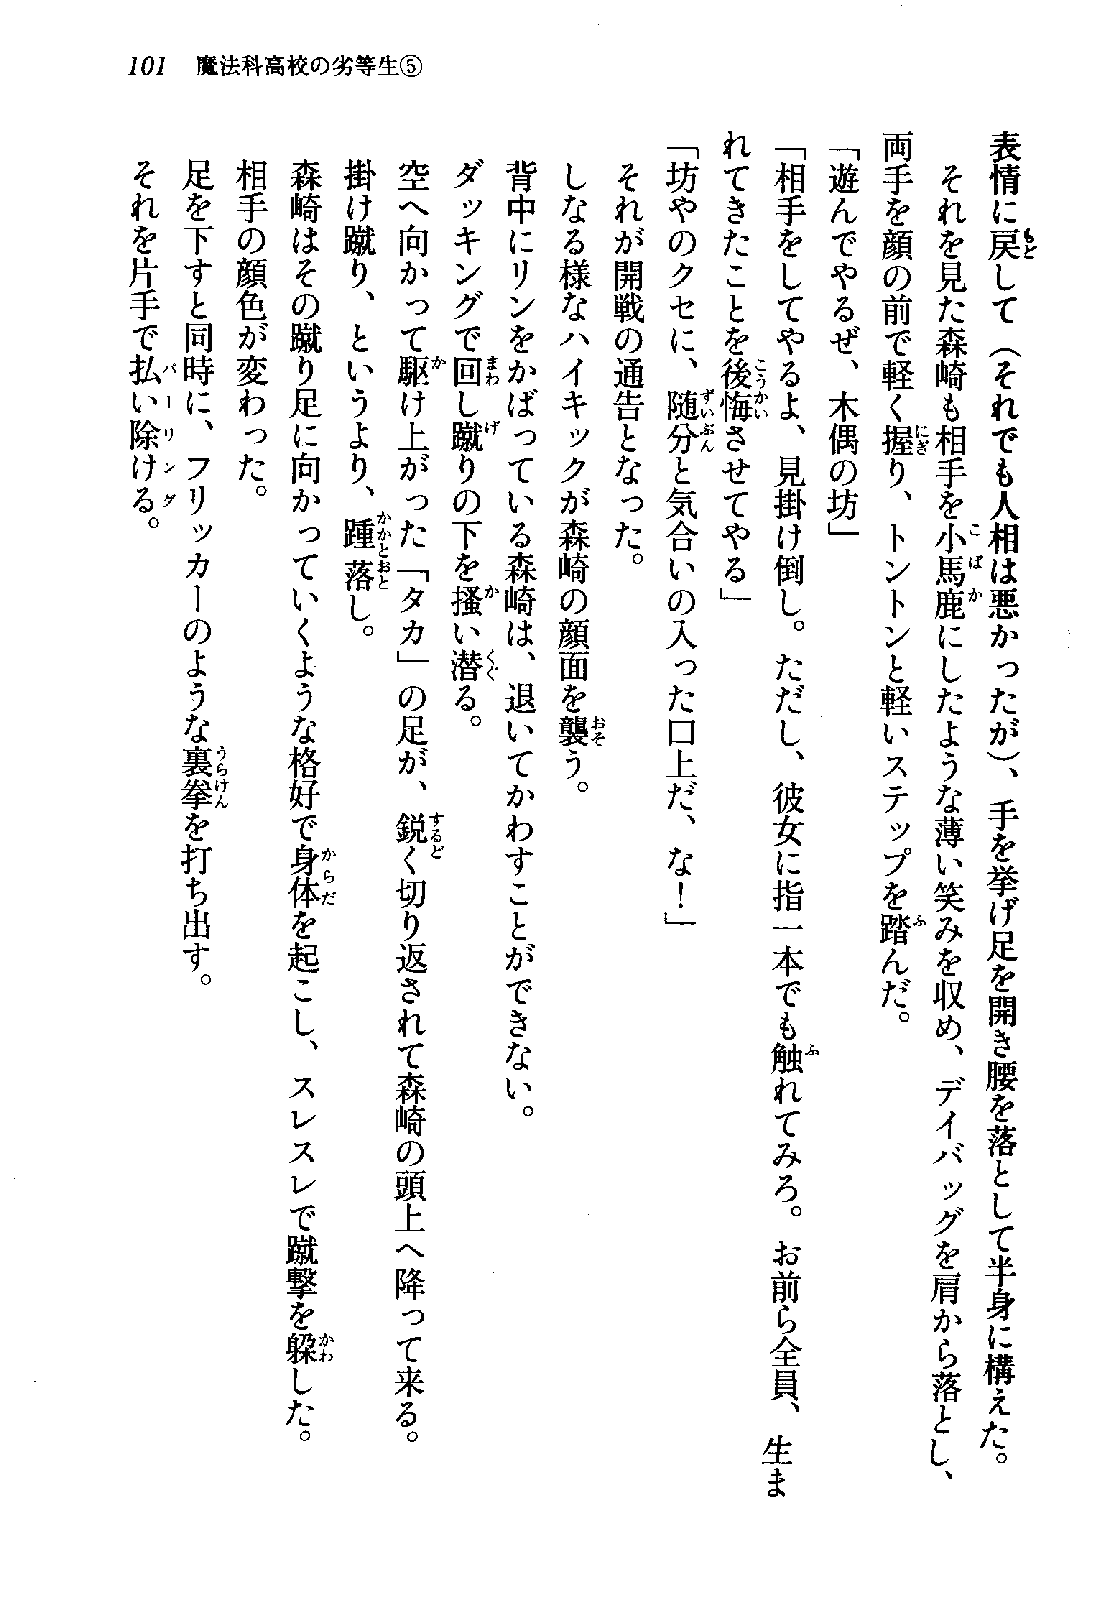 101 魔法科高校の劣等生⑤
表情に戻して（それでも人相は悪かったが）、手を挙げ足を開き腰を落として半身に構えた。
それを見た森崎も相手を小馬鹿にしたような薄い笑みを収め、デイバッグを肩から落とし、
両手を顔の前で軽く握り、トントンと軽いステップを踏んだ。
「遊んでやるぜ、木偶の坊」
「相手をしてやるよ、見掛け倒し。ただし、彼女に指一本でも触れてみろ。お前ら全員、生ま
れてきたことを後悔させてやる」
「坊やのクセに、随分と気合いの入った口上だ、な！」
それが開戦の通告となった。
しなる様なハイキックが森崎の顔面を襲う。
背中にリンをかばっている森崎は、退いてかわすことができない。
ダッキングで回し蹴りの下を掻い潜る。
空へ向かって駆け上がった「タカ」の足が、鋭く切り返されて森崎の頭上へ降って来る。
掛け蹴り、というより、踵落し。
森崎はその蹴り足に向かっていくような格好で身体を起こし、スレスレで蹴撃を躱した。
相手の顔色が変わった。
足を下すと同時に、フリッカーのような裏拳を打ち出す。
それを片手で払い除ける。